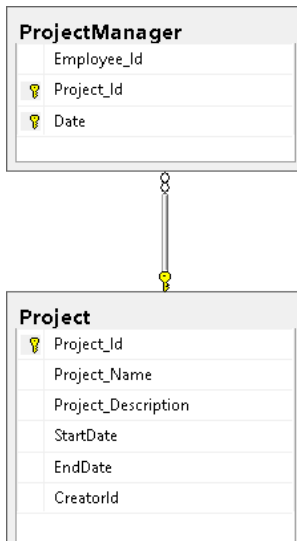 ProjectManager
Employee_Id
Project_Id
Date
Project
Project_Id
Project_Name
Project_Description
StartDate
EndDate
CreatorId